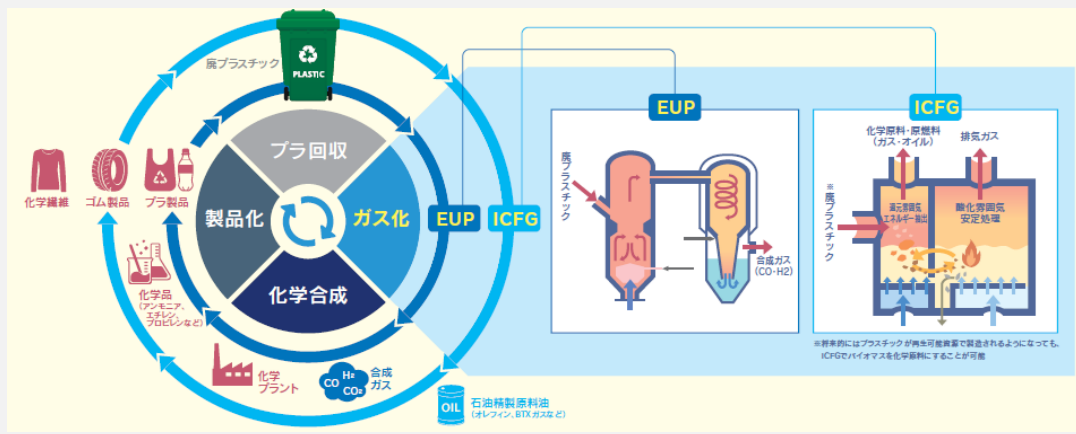 廃プラスチック
PLASTIC
プラ回収
ガス化
化学合成
製品化
EUP
ICFG
化学繊維
ゴム製品
プラ製品
化学品
(アンモニア、
エチレン、
プロピレンなど)
化学
プラント
CO H2
CO2
合成
ガス
OIL
石油精製原料油
(オレフィン、BTXガスなど)
EUP
廃プラスチック
合成ガス
(CO・H2)
ICFG
化学原料・原燃料
(ガス・オイル)
排気ガス
※廃プラスチック
還元雰囲気
エネルギー抽出
酸化雰囲気
安定処理
※将来的にはプラスチックが再生可能資源で製造されるようになっても、
ICFGでバイオマスを化学原料にすることが可能